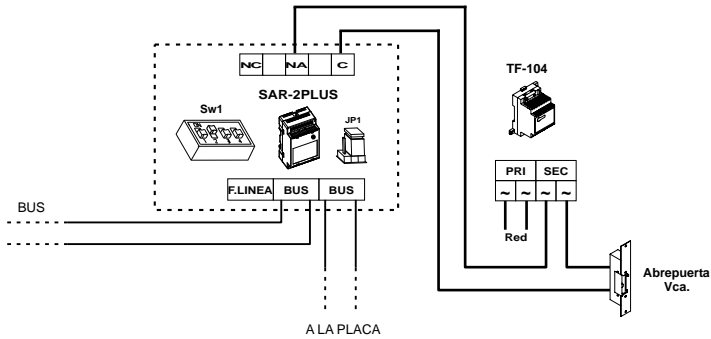 NC NA C
SAR-2PLUS
TF-104
Sw1
JP1
ON
PRI SEC
~ ~ ~ ~
F.LINEA BUS BUS
BUS
Red
Abrepuerta
Vca.
A LA PLACA